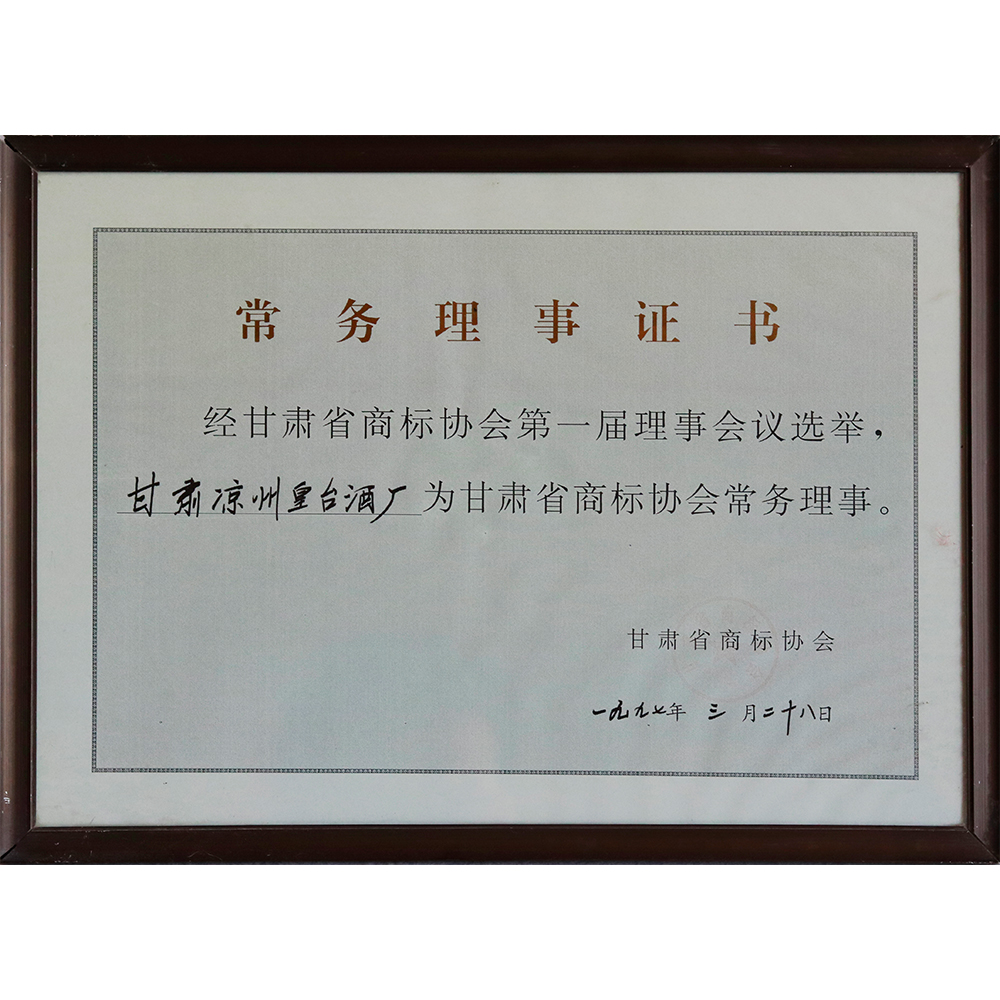 常务理事证书
经甘肃省商标协会第一届理事会议选举，
甘肃凉州皇台酒厂为甘肃省商标协会常务理事。
甘肃省商标协会
一九九七年三月二十八日